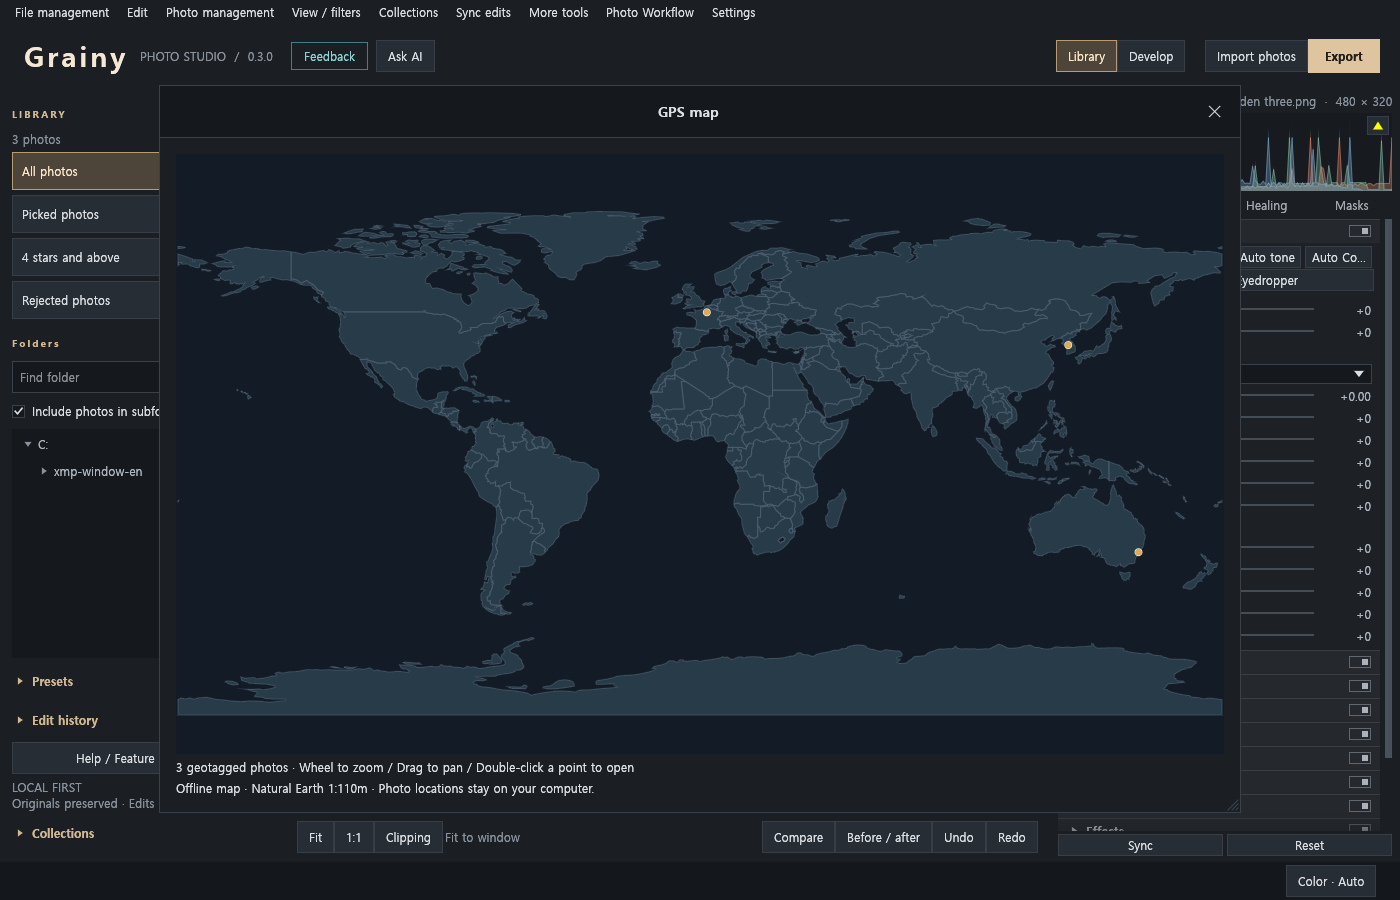 File management Edit Photo management View / filters Collections Sync edits More tools Photo Workflow Settings
Grainy PHOTO STUDIO / 0.3.0 Feedback Ask AI Library Develop Import photos Export
GPS map
den three.png · 480 × 320
LIBRARY
3 photos
All photos
Picked photos
4 stars and above
Rejected photos
Folders
Find folder
Include photos in subfo
C:
xmp-window-en
Presets
Edit history
Help / Feature
LOCAL FIRST
Originals preserved · Edits
Collections
3 geotagged photos · Wheel to zoom / Drag to pan / Double-click a point to open
Offline map · Natural Earth 1:110m · Photo locations stay on your computer.
Healing Masks
Auto tone Auto Co...
Eyedropper
+0
+0
+0.00
+0
+0
+0
+0
+0
+0
+0
+0
+0
+0
Effects
Fit 1:1 Clipping Fit to window Compare Before / after Undo Redo
Sync Reset
Color · Auto